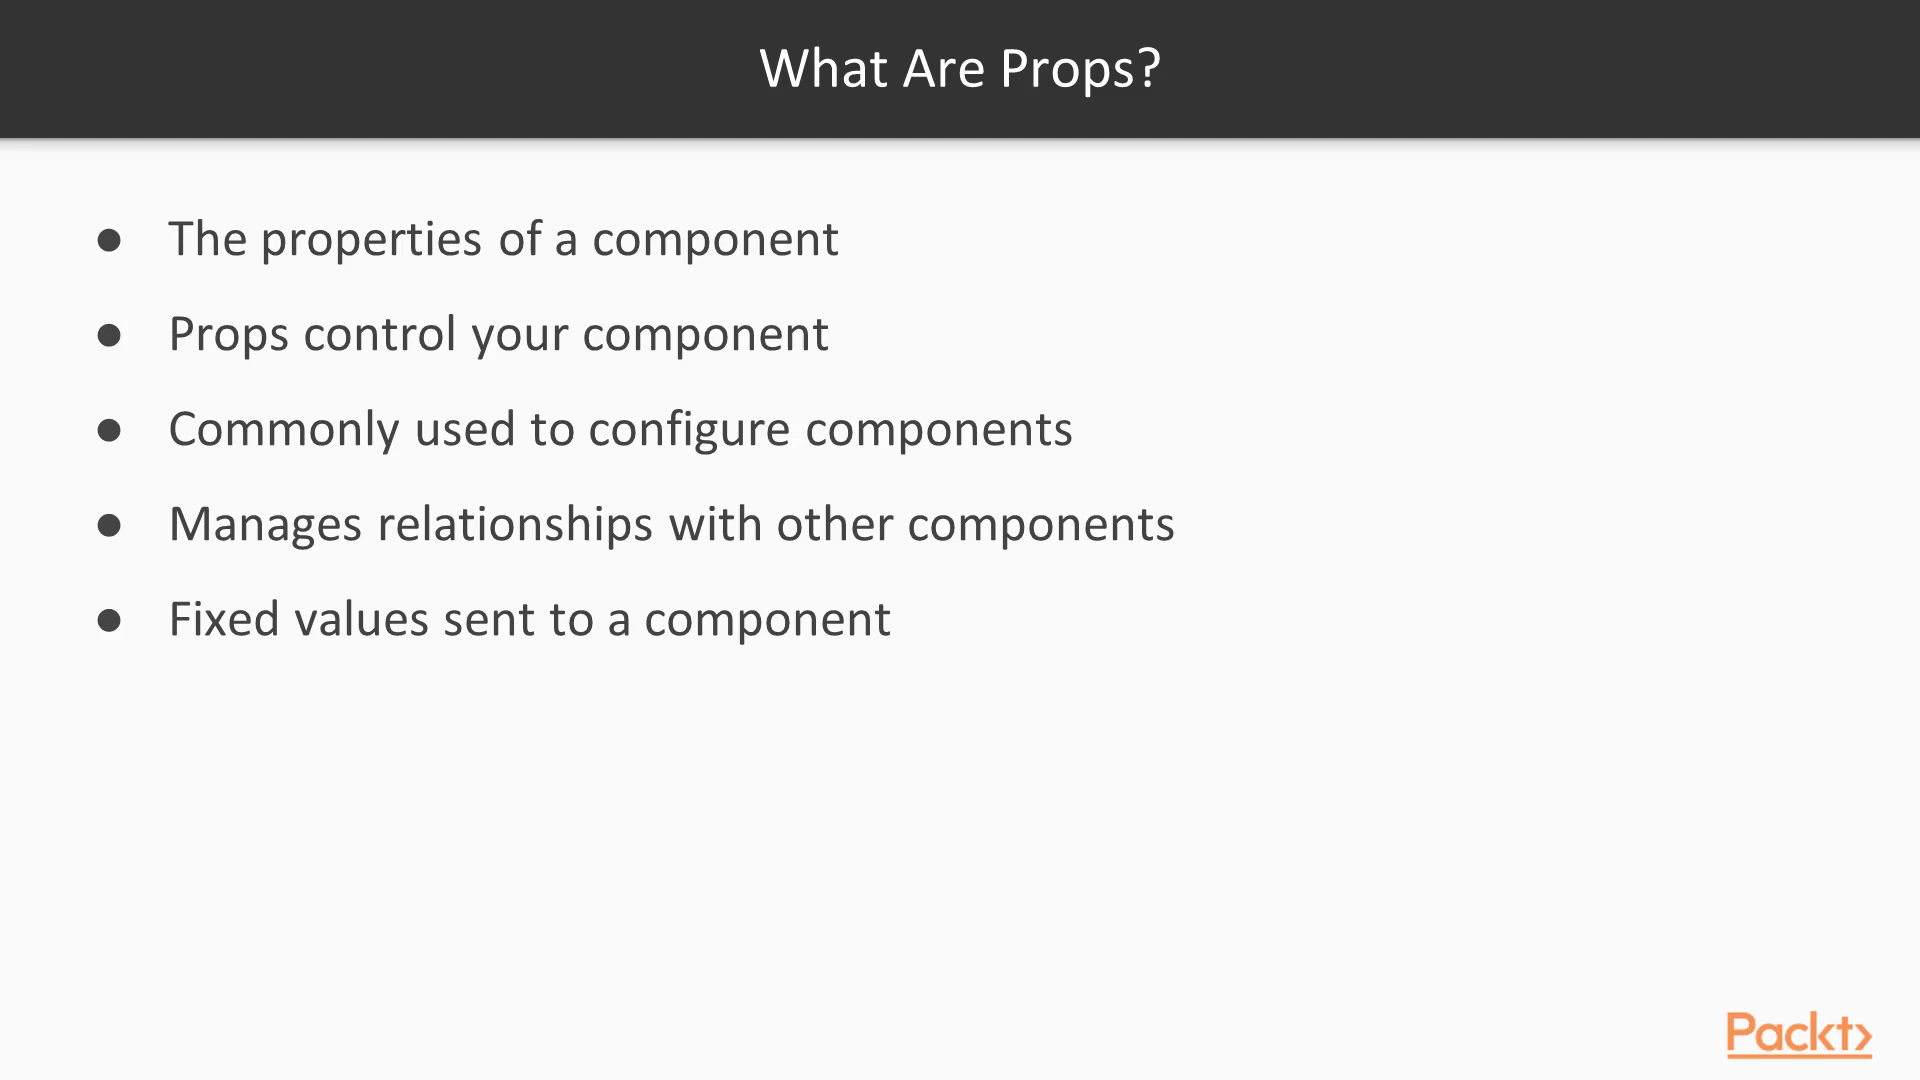 What Are Props?
● The properties of a component
● Props control your component
● Commonly used to configure components
● Manages relationships with other components
● Fixed values sent to a component
Packt>